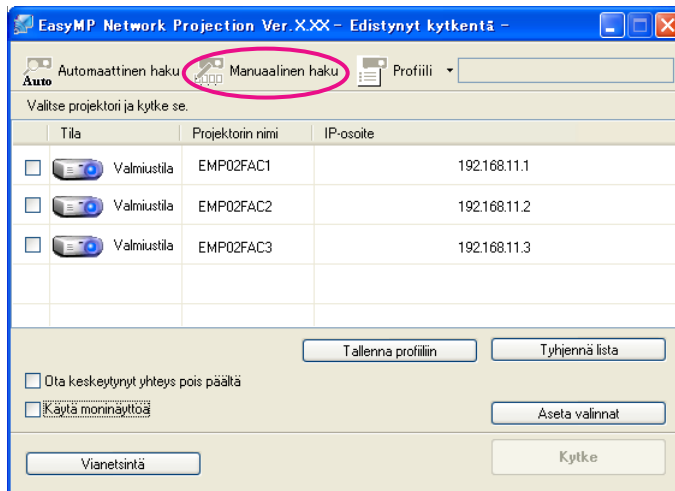 EasyMP Network Projection Ver.X.XX - Edistynyt kytkentä -
Auto Automaattinen haku Manuaalinen haku Profiili
Valitse projektori ja kytke se.
Tila Projektorin nimi IP-osoite
Valmiustila EMP02FAC1 192.168.11.1
Valmiustila EMP02FAC2 192.168.11.2
Valmiustila EMP02FAC3 192.168.11.3
Tallenna profiiliin Tyhjennä lista
Ota keskeytynyt yhteys pois päältä
Käytä moninäyttöä
Aseta valinnat
Vianetsintä Kytke